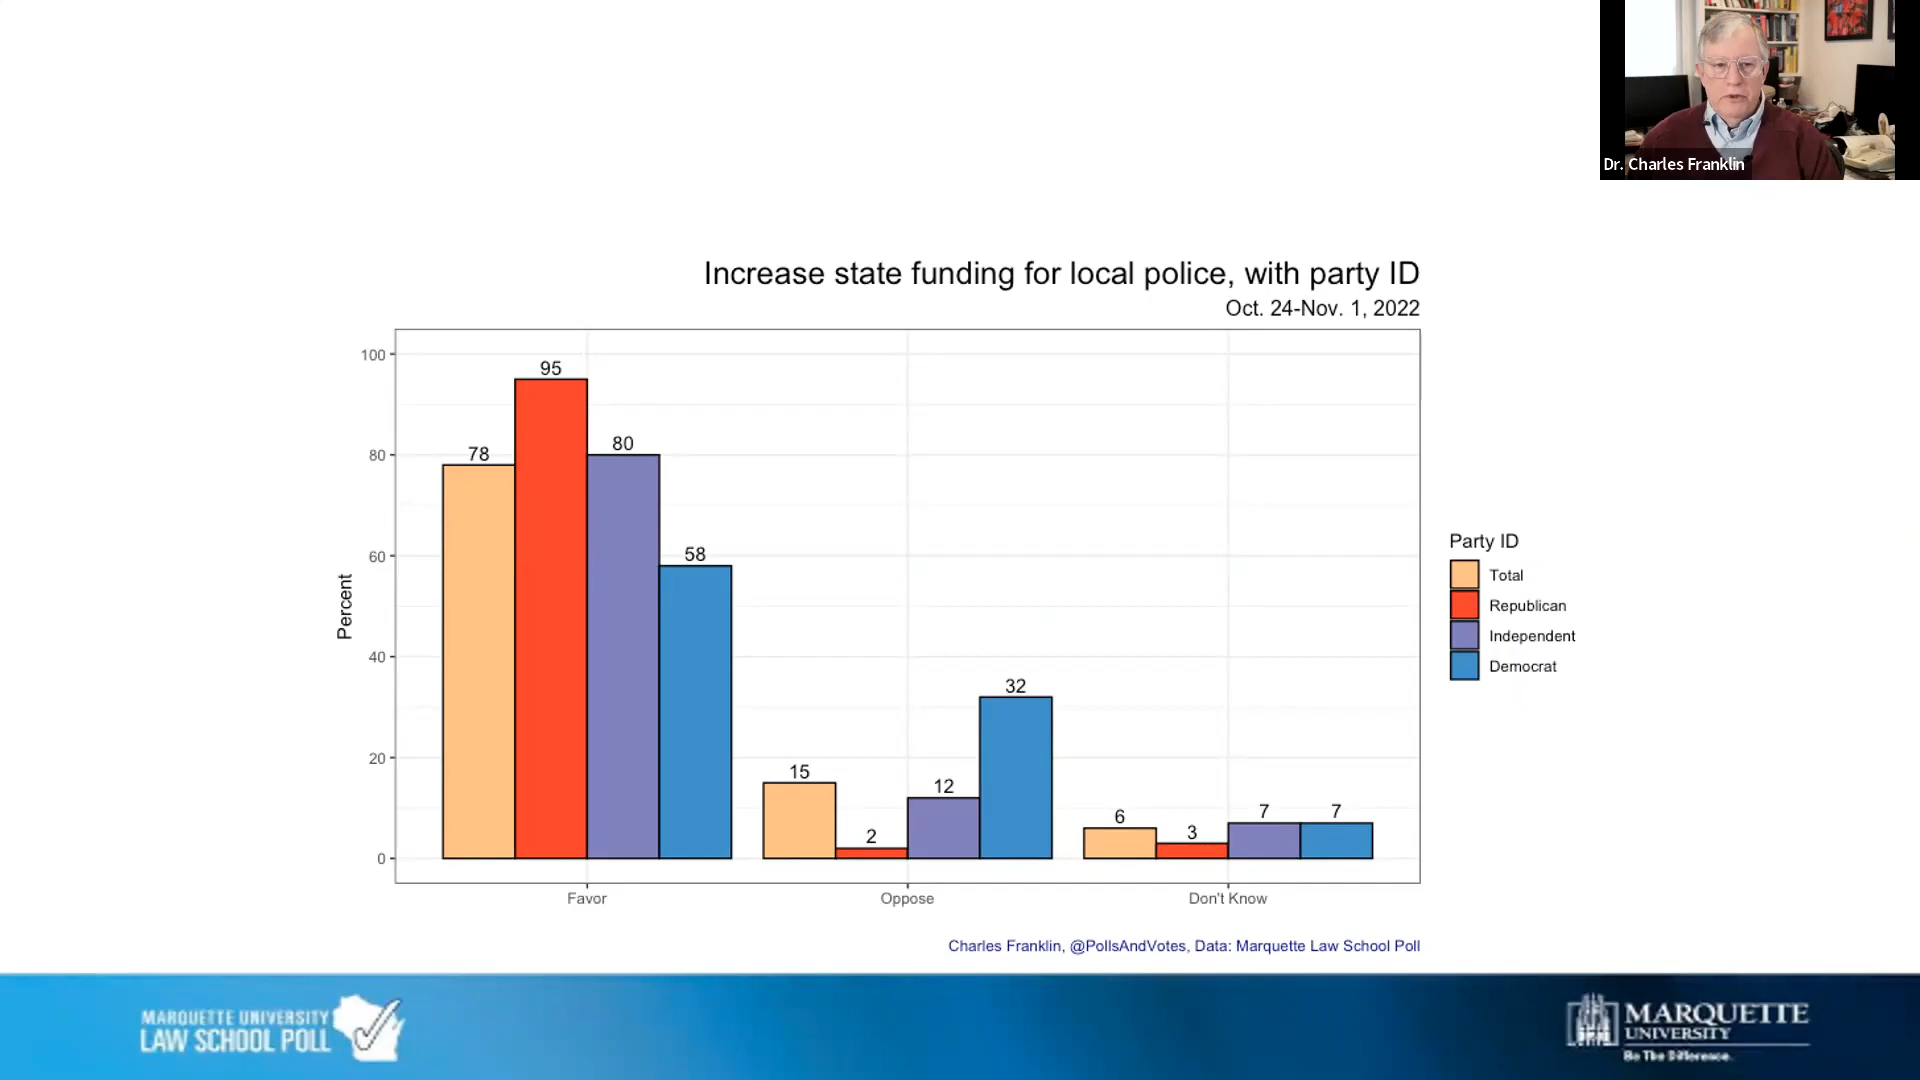 Dr. Charles Franklin
Increase state funding for local police, with party ID
Oct. 24-Nov. 1, 2022
Percent
100
80
60
40
20
0
78
95
80
58
15
2
12
32
6
3
7
7
Favor
Oppose
Don't Know
Party ID
Total
Republican
Independent
Democrat
Charles Franklin, @PollsAndVotes, Data: Marquette Law School Poll
MARQUETTE UNIVERSITY
LAW SCHOOL POLL
MARQUETTE
UNIVERSITY
Be The Difference.